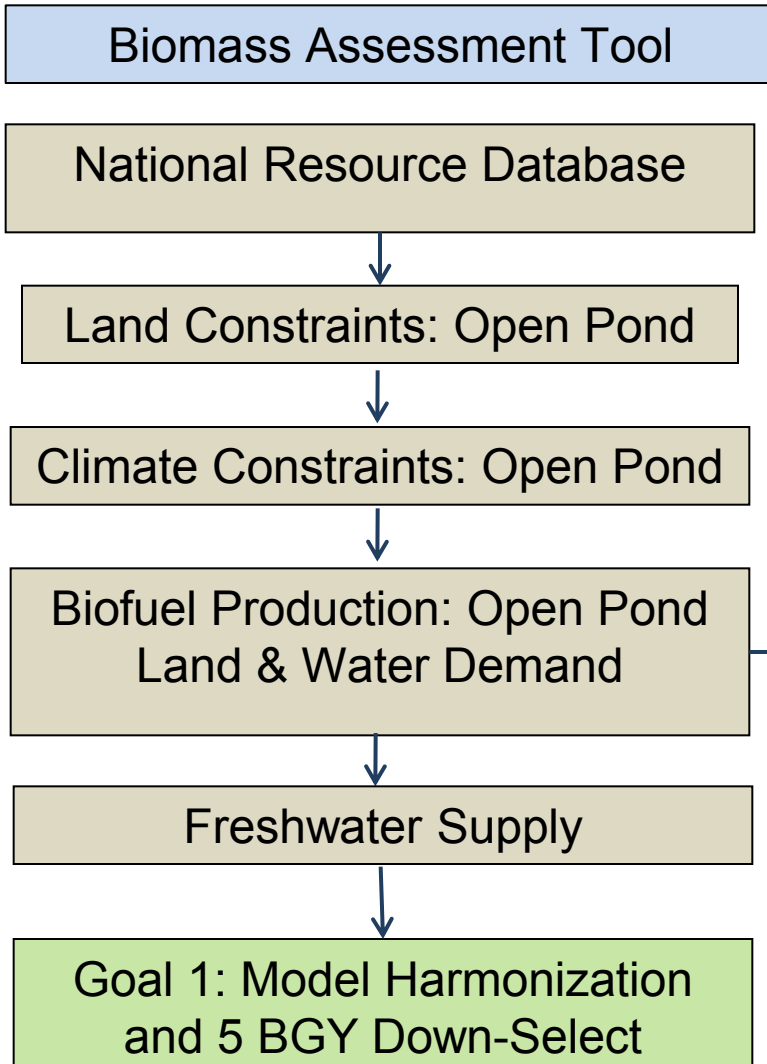 Biomass Assessment Tool
National Resource Database
Land Constraints: Open Pond
Climate Constraints: Open Pond
Biofuel Production: Open Pond
Land & Water Demand
Freshwater Supply
Goal 1: Model Harmonization
and 5 BGY Down-Select